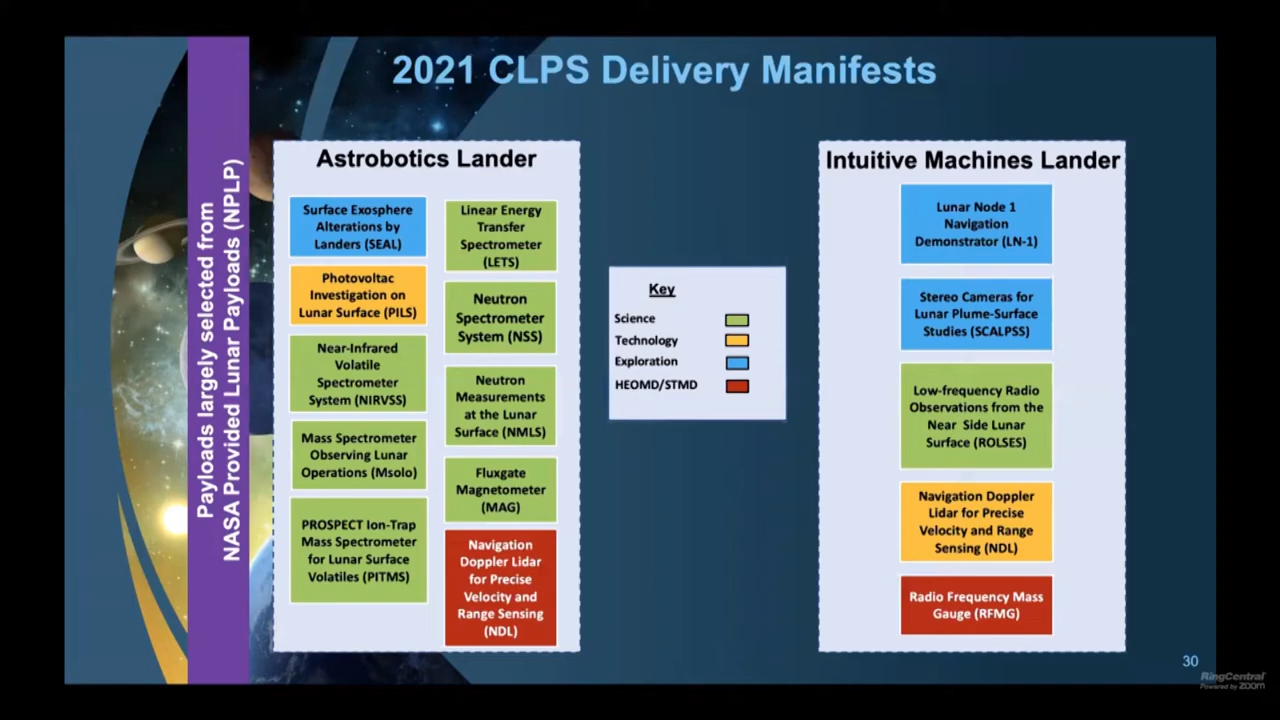 2021 CLPS Delivery Manifests
Payloads largely selected from
NASA Provided Lunar Payloads (NPLP)
Astrobotics Lander
Surface Exosphere
Alterations by
Landers (SEAL)
Photovoltac
Investigation on
Lunar Surface (PILS)
Near-Infrared
Volatile
Spectrometer
System (NIRVSS)
Mass Spectrometer
Observing Lunar
Operations (Msolo)
PROSPECT Ion-Trap
Mass Spectrometer
for Lunar Surface
Volatiles (PITMS)
Linear Energy
Transfer
Spectrometer
(LETS)
Neutron
Spectrometer
System (NSS)
Neutron
Measurements
at the Lunar
Surface (NMLS)
Fluxgate
Magnetometer
(MAG)
Navigation
Doppler Lidar
for Precise
Velocity and
Range Sensing
(NDL)
Key
Science
Technology
Exploration
HEOMD/STMD
Intuitive Machines Lander
Lunar Node 1
Navigation
Demonstrator (LN-1)
Stereo Cameras for
Lunar Plume-Surface
Studies (SCALPSS)
Low-frequency Radio
Observations from the
Near Side Lunar
Surface (ROLSES)
Navigation Doppler
Lidar for Precise
Velocity and Range
Sensing (NDL)
Radio Frequency Mass
Gauge (RFMG)
30
RingCentral
Powered by zoom